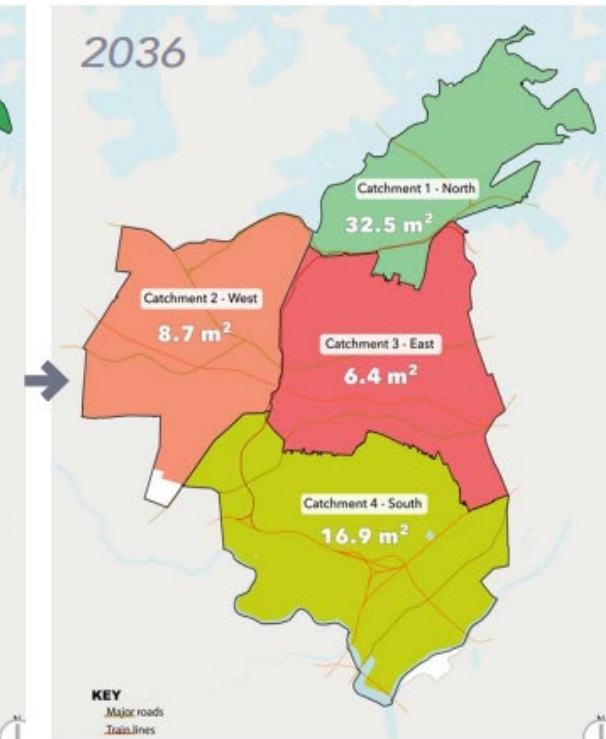 2036
Catchment 1 - North
32.5 m²
Catchment 2 - West
8.7 m²
Catchment 3 - East
6.4 m²
Catchment 4 - South
16.9 m²
KEY
Major roads
Train lines